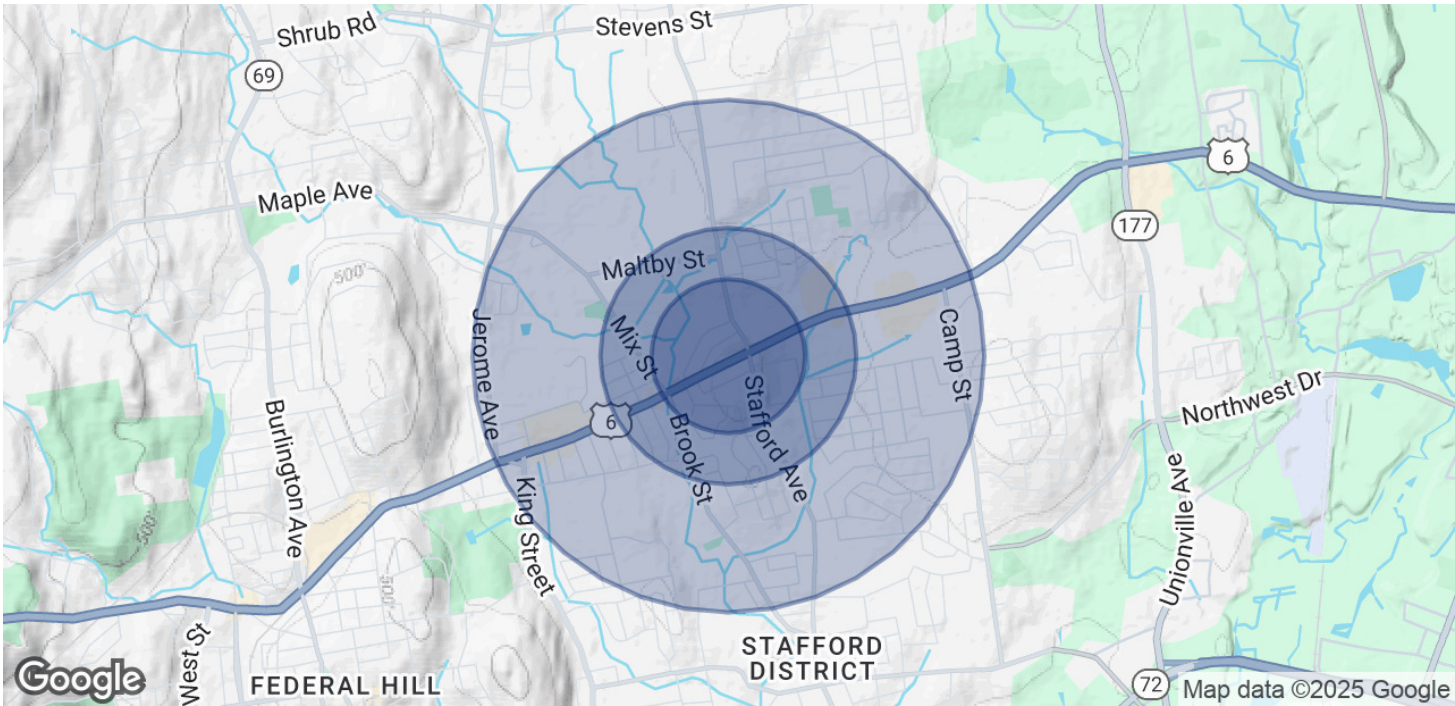 Shrub Rd
Stevens St
69
6
Maple Ave
177
Maltby St
500'
Jerome Ave
Mix St
Camp St
Stafford Ave
Northwest Dr
Burlington Ave
6
Brook St
King Street
Unionville Ave
500'
500'
West St
STAFFORD
DISTRICT
FEDERAL HILL
72
Google
Map data ©2025 Google